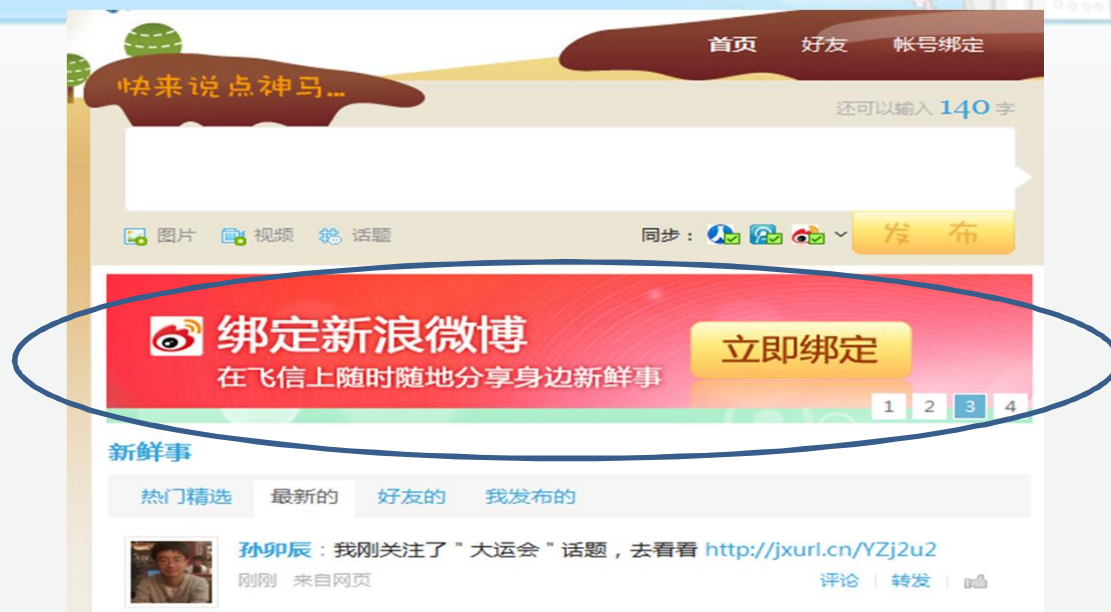 首页 好友 帐号绑定
快来说点神马...
还可以输入 140 字
图片 视频 话题 同步： 发 布
绑定新浪微博
立即绑定
在飞信上随时随地分享身边新鲜事
1 2 3 4
新鲜事
热门精选 最新的 好友的 我发布的
孙卯辰：我刚关注了"大运会"话题，去看看 http://jxurl.cn/YZj2u2
刚刚 来自网页 评论 转发